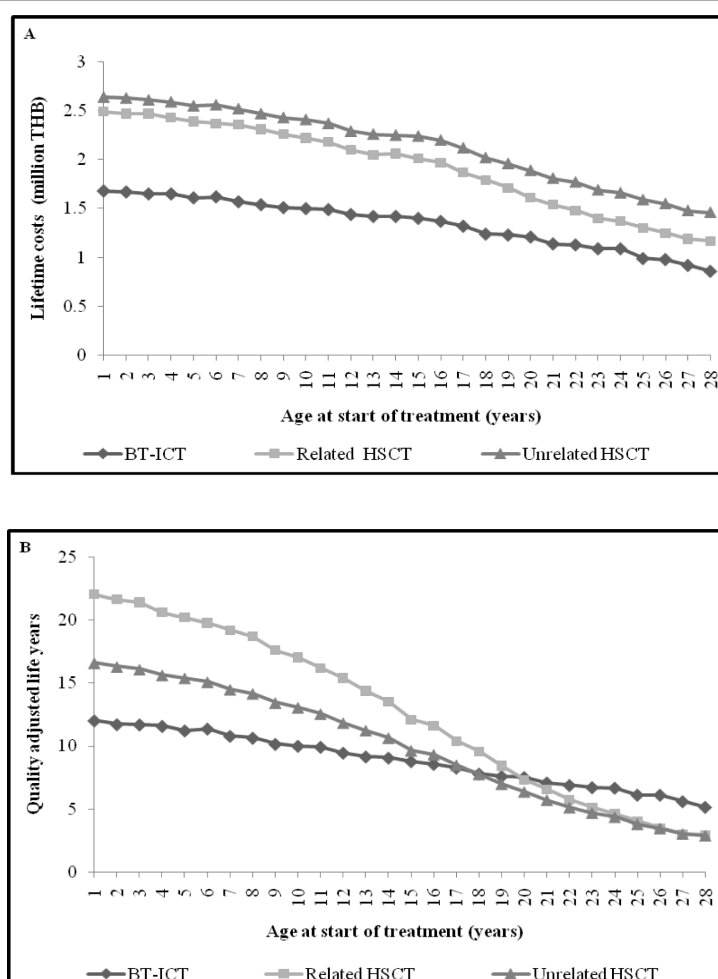 A
3
2.5
2
1.5
1
0.5
0
Lifetime costs (million THB)
1 2 3 4 5 6 7 8 9 10 11 12 13 14 15 16 17 18 19 20 21 22 23 24 25 26 27 28
Age at start of treatment (years)
BT-ICT Related HSCT Unrelated HSCT
B
25
20
15
10
5
0
Quality adjusted life years
1 2 3 4 5 6 7 8 9 10 11 12 13 14 15 16 17 18 19 20 21 22 23 24 25 26 27 28
Age at start of treatment (years)
BT-ICT Related HSCT Unrelated HSCT